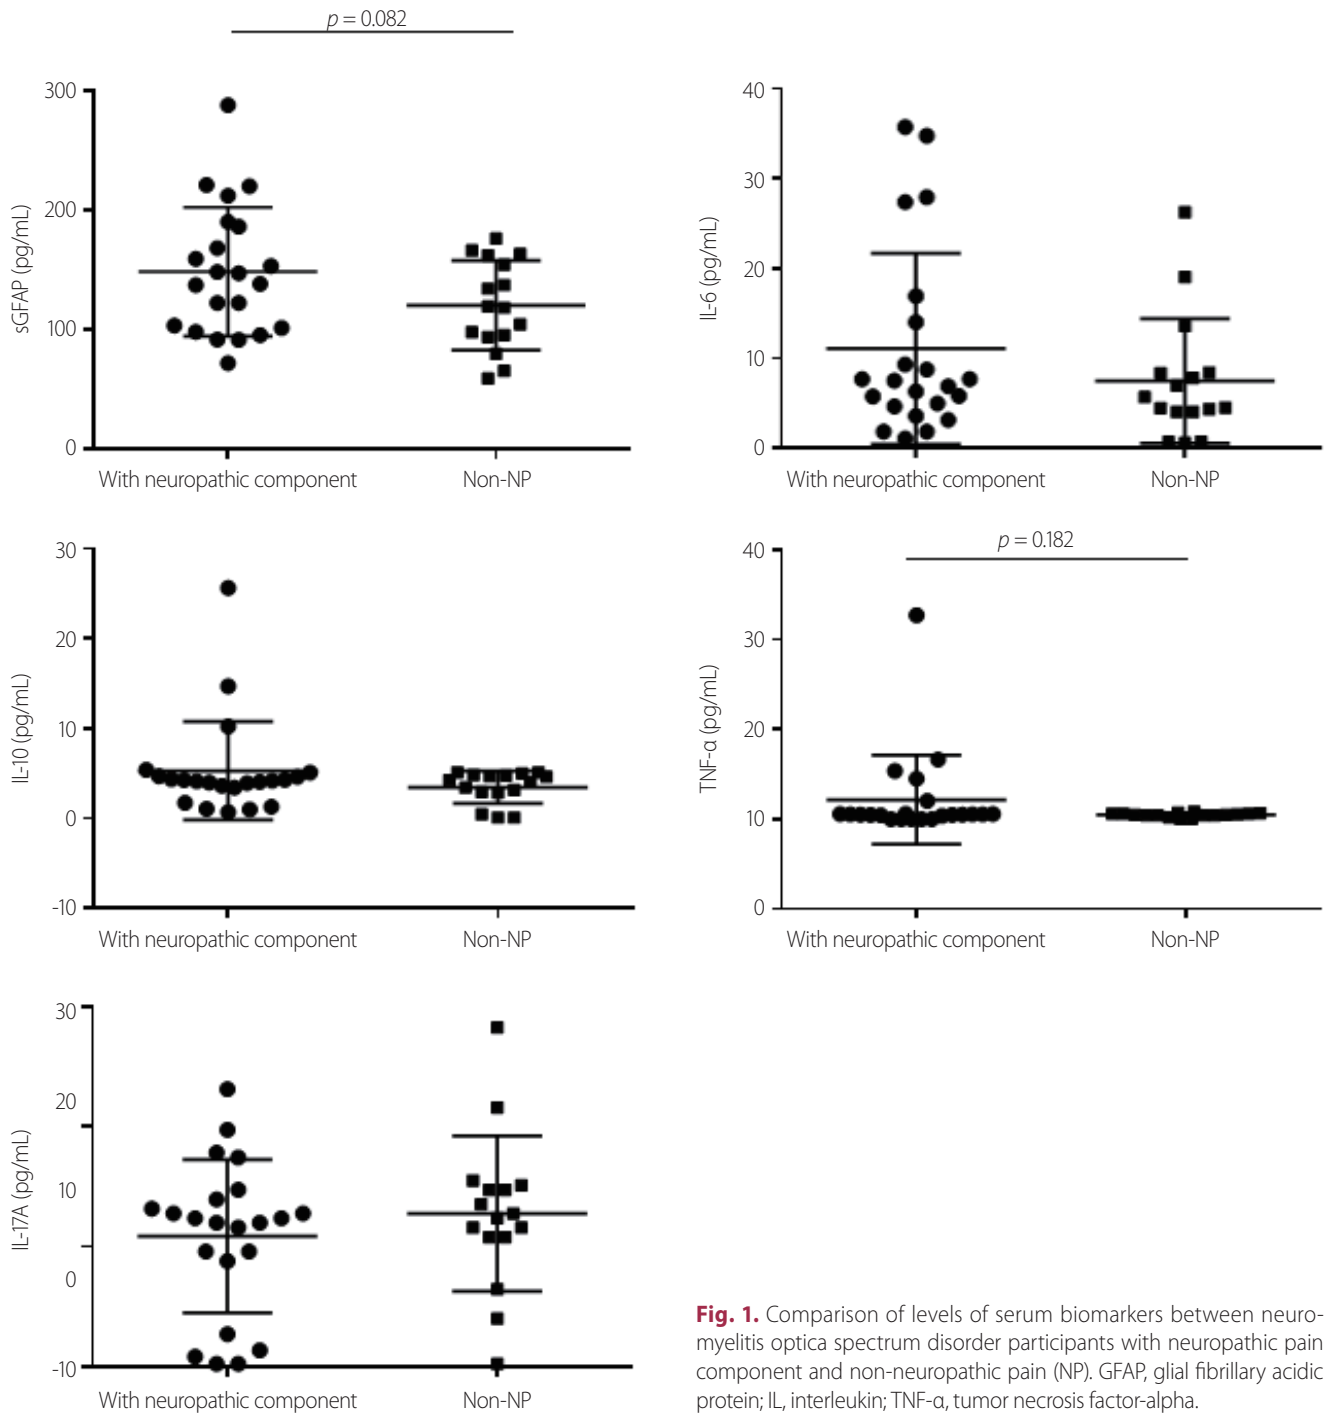 p = 0.082
300
200
100
0
sGFAP (pg/mL)
With neuropathic component
Non-NP
40
30
20
10
0
IL-6 (pg/mL)
With neuropathic component
Non-NP
30
20
10
0
-10
IL-10 (pg/mL)
With neuropathic component
Non-NP
p = 0.182
40
30
20
10
0
TNF-α (pg/mL)
With neuropathic component
Non-NP
30
20
10
0
-10
IL-17A (pg/mL)
With neuropathic component
Non-NP
Fig. 1. Comparison of levels of serum biomarkers between neuro-
myelitis optica spectrum disorder participants with neuropathic pain
component and non-neuropathic pain (NP). GFAP, glial fibrillary acidic
protein; IL, interleukin; TNF-α, tumor necrosis factor-alpha.